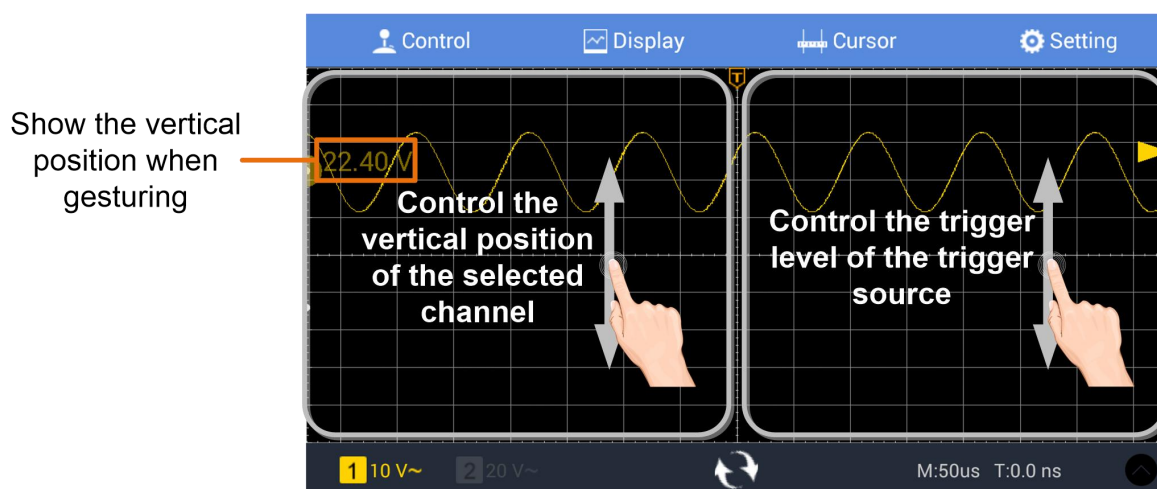 Control Display Cursor Setting
T
Show the vertical
position when
gesturing
22.40 V
Control the
vertical position
of the selected
channel
Control the trigger
level of the trigger
source
1 10 V~ 2 20 V~ M:50us T:0.0 ns